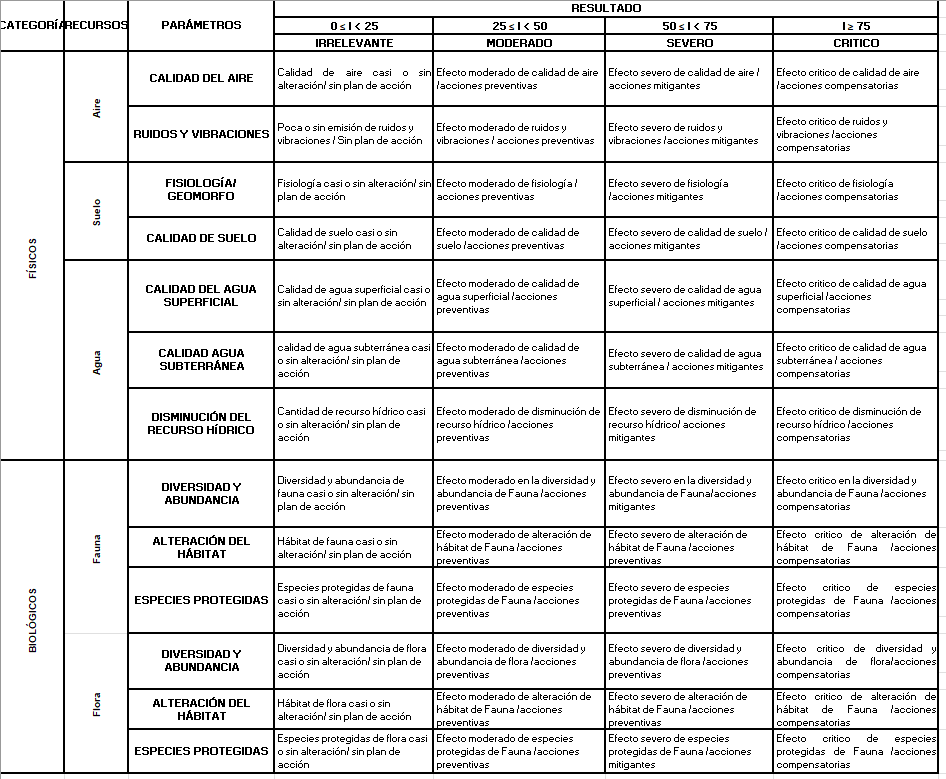 CATEGORÍA
RECURSOS
PARÁMETROS
RESULTADO
0 ≤ I < 25
25 ≤ I < 50
50 ≤ I < 75
I ≥ 75
IRRELEVANTE
MODERADO
SEVERO
CRITICO
FÍSICOS
Aire
CALIDAD DEL AIRE
Calidad de aire casi o sin
alteración/ sin plan de acción
Efecto moderado de calidad de aire
/acciones preventivas
Efecto severo de calidad de aire /
acciones mitigantes
Efecto critico de calidad de aire
/acciones compensatorias
RUIDOS Y VIBRACIONES
Poca o sin emisión de ruidos y
vibraciones / Sin plan de acción
Efecto moderado de ruidos y
vibraciones / acciones preventivas
Efecto severo de ruidos y
vibraciones /acciones mitigantes
Efecto critico de ruidos y
vibraciones /acciones
compensatorias
Suelo
FISIOLOGÍA/
GEOMORFO
Fisiología casi o sin alteración/ sin
plan de acción
Efecto moderado de fisiología /
acciones preventivas
Efecto severo de fisiología
/acciones mitigantes
Efecto critico de fisiología
/acciones compensatorias
CALIDAD DE SUELO
Calidad de suelo casi o sin
alteración/ sin plan de acción
Efecto moderado de calidad de
suelo /acciones preventivas
Efecto severo de calidad de suelo /
acciones mitigantes
Efecto critico de calidad de suelo
/acciones compensatorias
Agua
CALIDAD DEL AGUA
SUPERFICIAL
Calidad de agua superficial casi o
sin alteración/ sin plan de acción
Efecto moderado de calidad de
agua superficial /acciones
preventivas
Efecto severo de calidad de agua
superficial / acciones mitigantes
Efecto critico de calidad de agua
superficial /acciones
compensatorias
CALIDAD AGUA
SUBTERRÁNEA
calidad de agua subterránea casi
o sin alteración/ sin plan de
acción
Efecto moderado de calidad de
agua subterránea /acciones
preventivas
Efecto severo de calidad de agua
subterránea / acciones mitigantes
Efecto critico de calidad de agua
subterránea / acciones
compensatorias
DISMINUCIÓN DEL
RECURSO HÍDRICO
Cantidad de recurso hídrico casi
o sin alteración/ sin plan de
acción
Efecto moderado de disminución de
recurso hídrico /acciones
preventivas
Efecto severo de disminución de
recurso hídrico/ acciones
mitigantes
Efecto critico de disminución de
recurso hídrico /acciones
compensatorias
BIOLÓGICOS
Fauna
DIVERSIDAD Y
ABUNDANCIA
Diversidad y abundancia de
fauna casi o sin alteración/ sin
plan de acción
Efecto moderado en la diversidad y
abundancia de Fauna /acciones
preventivas
Efecto severo en la diversidad y
abundancia de Fauna/acciones
mitigantes
Efecto critico en la diversidad y
abundancia de Fauna /acciones
compensatorias
ALTERACIÓN DEL
HÁBITAT
Hábitat de fauna casi o sin
alteración/ sin plan de acción
Efecto moderado de alteración de
hábitat de Fauna /acciones
preventivas
Efecto severo de alteración de
hábitat de Fauna /acciones
preventivas
Efecto critico de alteración de
hábitat de Fauna /acciones
compensatorias
ESPECIES PROTEGIDAS
Especies protegidas de fauna
casi o sin alteración/ sin plan de
acción
Efecto moderado de especies
protegidas de Fauna /acciones
preventivas
Efecto severo de especies
protegidas de Fauna /acciones
preventivas
Efecto critico de especies
protegidas de Fauna /acciones
compensatorias
Flora
DIVERSIDAD Y
ABUNDANCIA
Diversidad y abundancia de flora
casi o sin alteración/ sin plan de
acción
Efecto moderado de diversidad y
abundancia de flora /acciones
preventivas
Efecto severo de diversidad y
abundancia de flora /acciones
preventivas
Efecto critico de diversidad y
abundancia de flora/acciones
compensatorias
ALTERACIÓN DEL
HÁBITAT
Hábitat de flora casi o sin
alteración/ sin plan de acción
Efecto moderado de alteración de
hábitat de Fauna /acciones
preventivas
Efecto severo de alteración de
hábitat de Fauna /acciones
preventivas
Efecto critico de alteración de
hábitat de Fauna /acciones
compensatorias
ESPECIES PROTEGIDAS
Especies protegidas de flora casi
o sin alteración/ sin plan de
acción
Efecto moderado de especies
protegidas de Fauna /acciones
preventivas
Efecto severo de especies
protegidas de Fauna /acciones
mitigantes
Efecto critico de especies
protegidas de Fauna /acciones
compensatorias